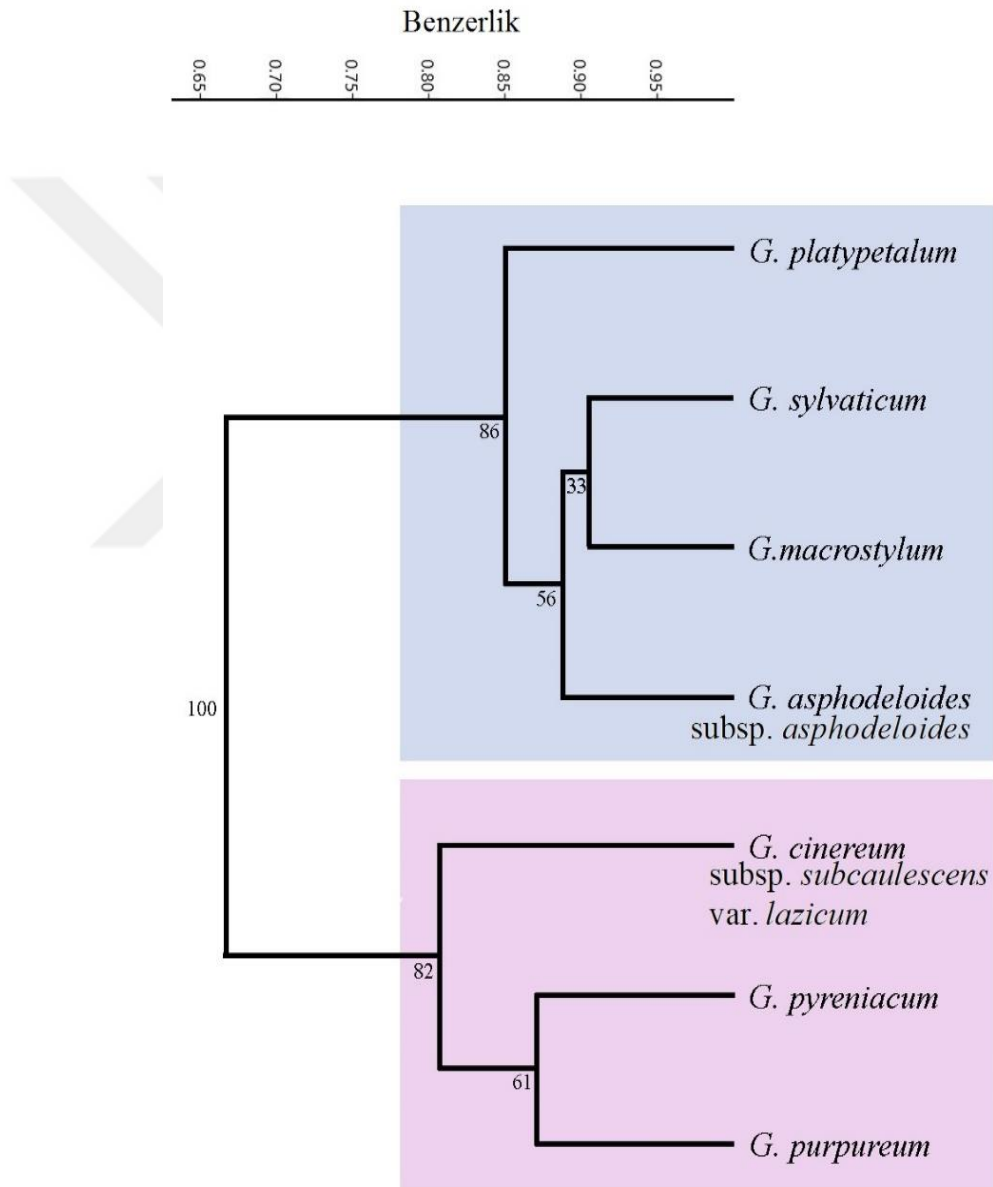 Benzerlik
0.65 0.70 0.75 0.80 0.85 0.90 0.95
G. platypetalum
G. sylvaticum
86
33
G.macrostylum
56
G. asphodeloides
subsp. asphodeloides
100
G. cinereum
subsp. subcaulescens
var. lazicum
82
G. pyreniacum
61
G. purpureum